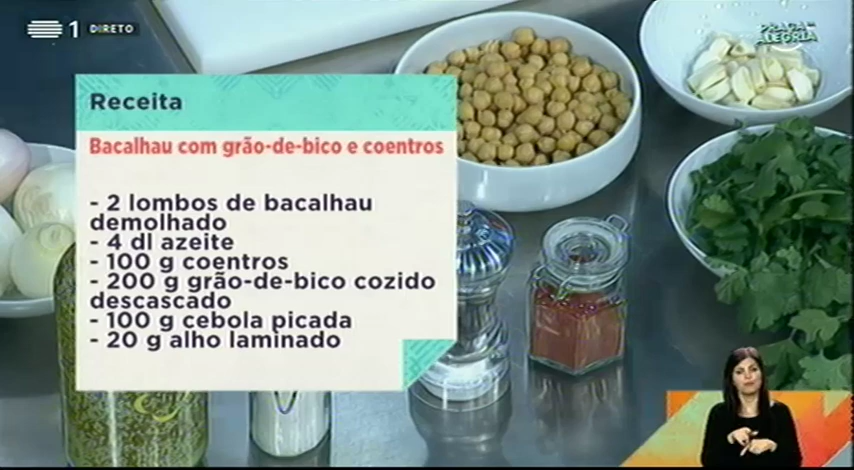 1 DIRETO
PRAÇA DA
ALEGRIA
Receita
Bacalhau com grão-de-bico e coentros
- 2 lombos de bacalhau
demolhado
- 4 dl azeite
- 100 g coentros
- 200 g grão-de-bico cozido
descascado
- 100 g cebola picada
- 20 g alho laminado